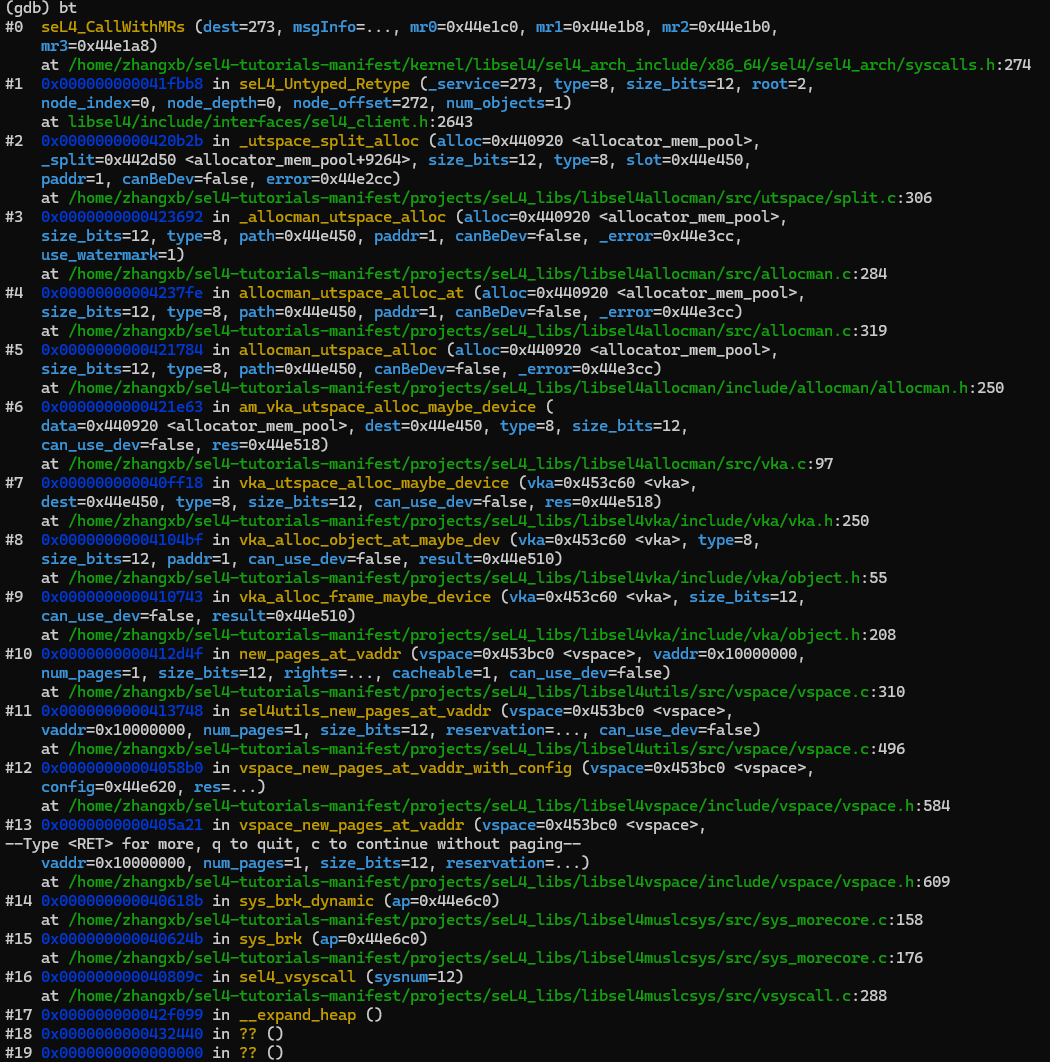 (gdb) bt
#0  seL4_CallWithMRs (dest=273, msgInfo=..., mr0=0x44e1c0, mr1=0x44e1b8, mr2=0x44e1b0,
    mr3=0x44e1a8)
    at /home/zhangxb/sel4-tutorials-manifest/kernel/libsel4/sel4_arch_include/x86_64/sel4/sel4_arch/syscalls.h:274
#1  0x000000000041fbb8 in seL4_Untyped_Retype (_service=273, type=8, size_bits=12, root=2,
    node_index=0, node_depth=0, node_offset=272, num_objects=1)
    at libsel4/include/interfaces/sel4_client.h:2643
#2  0x0000000000420b2b in _utspace_split_alloc (alloc=0x440920 <allocator_mem_pool>,
    _split=0x442d50 <allocator_mem_pool+9264>, size_bits=12, type=8, slot=0x44e450,
    paddr=1, canBeDev=false, error=0x44e2cc)
    at /home/zhangxb/sel4-tutorials-manifest/projects/seL4_libs/libsel4allocman/src/utspace/split.c:306
#3  0x0000000000423692 in _allocman_utspace_alloc (alloc=0x440920 <allocator_mem_pool>,
    size_bits=12, type=8, path=0x44e450, paddr=1, canBeDev=false, _error=0x44e3cc,
    use_watermark=1)
    at /home/zhangxb/sel4-tutorials-manifest/projects/seL4_libs/libsel4allocman/src/allocman.c:284
#4  0x00000000004237fe in allocman_utspace_alloc_at (alloc=0x440920 <allocator_mem_pool>,
    size_bits=12, type=8, path=0x44e450, paddr=1, canBeDev=false, _error=0x44e3cc)
    at /home/zhangxb/sel4-tutorials-manifest/projects/seL4_libs/libsel4allocman/src/allocman.c:319
#5  0x0000000000421784 in allocman_utspace_alloc (alloc=0x440920 <allocator_mem_pool>,
    size_bits=12, type=8, path=0x44e450, canBeDev=false, _error=0x44e3cc)
    at /home/zhangxb/sel4-tutorials-manifest/projects/seL4_libs/libsel4allocman/include/allocman/allocman.h:250
#6  0x0000000000421e63 in am_vka_utspace_alloc_maybe_device (
    data=0x440920 <allocator_mem_pool>, dest=0x44e450, type=8, size_bits=12,
    can_use_dev=false, res=0x44e518)
    at /home/zhangxb/sel4-tutorials-manifest/projects/seL4_libs/libsel4allocman/src/vka.c:97
#7  0x000000000040ff18 in vka_utspace_alloc_maybe_device (vka=0x453c60 <vka>,
    dest=0x44e450, type=8, size_bits=12, can_use_dev=false, res=0x44e518)
    at /home/zhangxb/sel4-tutorials-manifest/projects/seL4_libs/libsel4vka/include/vka/vka.h:250
#8  0x00000000004104bf in vka_alloc_object_at_maybe_dev (vka=0x453c60 <vka>, type=8,
    size_bits=12, paddr=1, can_use_dev=false, result=0x44e510)
    at /home/zhangxb/sel4-tutorials-manifest/projects/seL4_libs/libsel4vka/include/vka/object.h:55
#9  0x0000000000410743 in vka_alloc_frame_maybe_device (vka=0x453c60 <vka>, size_bits=12,
    can_use_dev=false, result=0x44e510)
    at /home/zhangxb/sel4-tutorials-manifest/projects/seL4_libs/libsel4vka/include/vka/object.h:208
#10 0x0000000000412d4f in new_pages_at_vaddr (vspace=0x453bc0 <vspace>, vaddr=0x10000000,
    num_pages=1, size_bits=12, rights=..., cacheable=1, can_use_dev=false)
    at /home/zhangxb/sel4-tutorials-manifest/projects/seL4_libs/libsel4utils/src/vspace/vspace.c:310
#11 0x0000000000413748 in sel4utils_new_pages_at_vaddr (vspace=0x453bc0 <vspace>,
    vaddr=0x10000000, num_pages=1, size_bits=12, reservation=..., can_use_dev=false)
    at /home/zhangxb/sel4-tutorials-manifest/projects/seL4_libs/libsel4utils/src/vspace/vspace.c:496
#12 0x00000000004058b0 in vspace_new_pages_at_vaddr_with_config (vspace=0x453bc0 <vspace>,
    config=0x44e620, res=...)
    at /home/zhangxb/sel4-tutorials-manifest/projects/seL4_libs/libsel4vspace/include/vspace/vspace.h:584
#13 0x0000000000405a21 in vspace_new_pages_at_vaddr (vspace=0x453bc0 <vspace>,
--Type <RET> for more, q to quit, c to continue without paging--
    vaddr=0x10000000, num_pages=1, size_bits=12, reservation=...)
    at /home/zhangxb/sel4-tutorials-manifest/projects/seL4_libs/libsel4vspace/include/vspace/vspace.h:609
#14 0x000000000040618b in sys_brk_dynamic (ap=0x44e6c0)
    at /home/zhangxb/sel4-tutorials-manifest/projects/seL4_libs/libsel4muslcsys/src/sys_morecore.c:158
#15 0x000000000040624b in sys_brk (ap=0x44e6c0)
    at /home/zhangxb/sel4-tutorials-manifest/projects/seL4_libs/libsel4muslcsys/src/sys_morecore.c:176
#16 0x000000000040809c in sel4_vsyscall (sysnum=12)
    at /home/zhangxb/sel4-tutorials-manifest/projects/seL4_libs/libsel4muslcsys/src/vsyscall.c:288
#17 0x000000000042f099 in __expand_heap ()
#18 0x0000000000432440 in ?? ()
#19 0x0000000000000000 in ?? ()